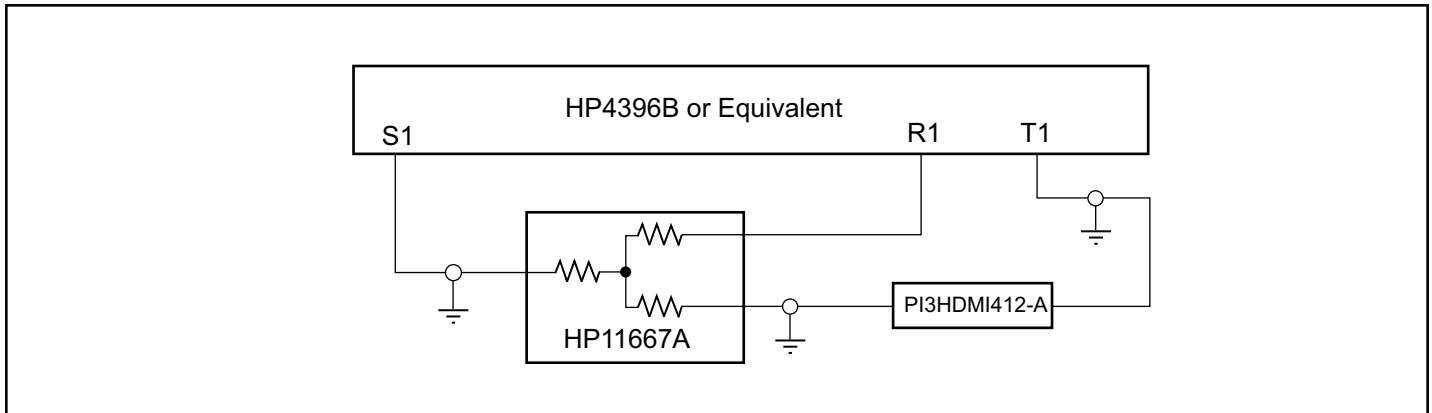 HP4396B or Equivalent
S1
R1
T1
PI3HDMI412-A
HP11667A